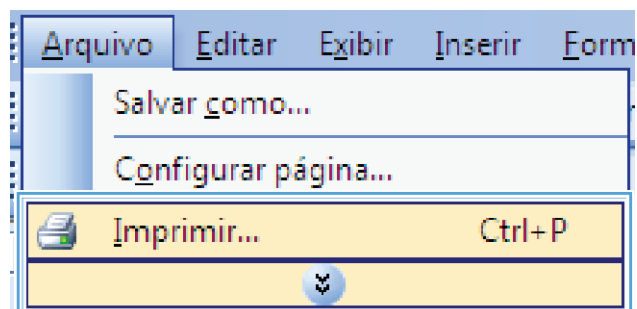 Arquivo Editar Exibir Inserir Form
Salvar como...
Configurar página...
Imprimir... Ctrl+P